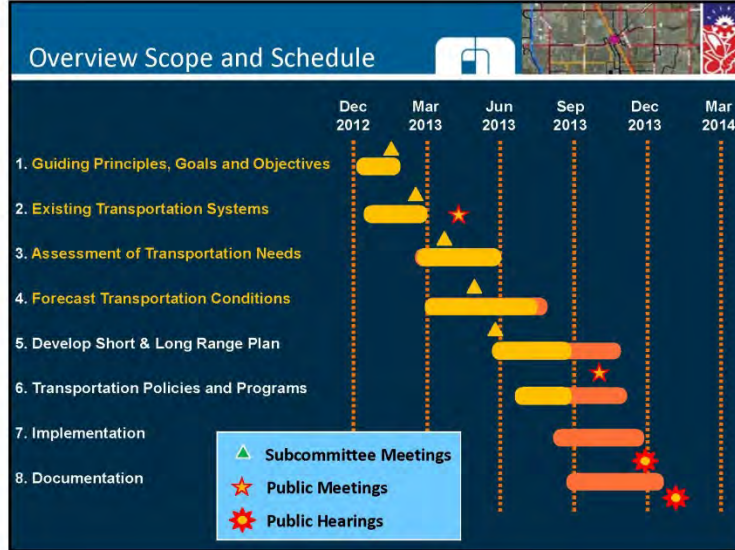 Overview Scope and Schedule
Dec Mar Jun Sep Dec Mar
2012 2013 2013 2013 2013 2014
1. Guiding Principles, Goals and Objectives
2. Existing Transportation Systems
3. Assessment of Transportation Needs
4. Forecast Transportation Conditions
5. Develop Short & Long Range Plan
6. Transportation Policies and Programs
7. Implementation
8. Documentation
Subcommittee Meetings
Public Meetings
Public Hearings